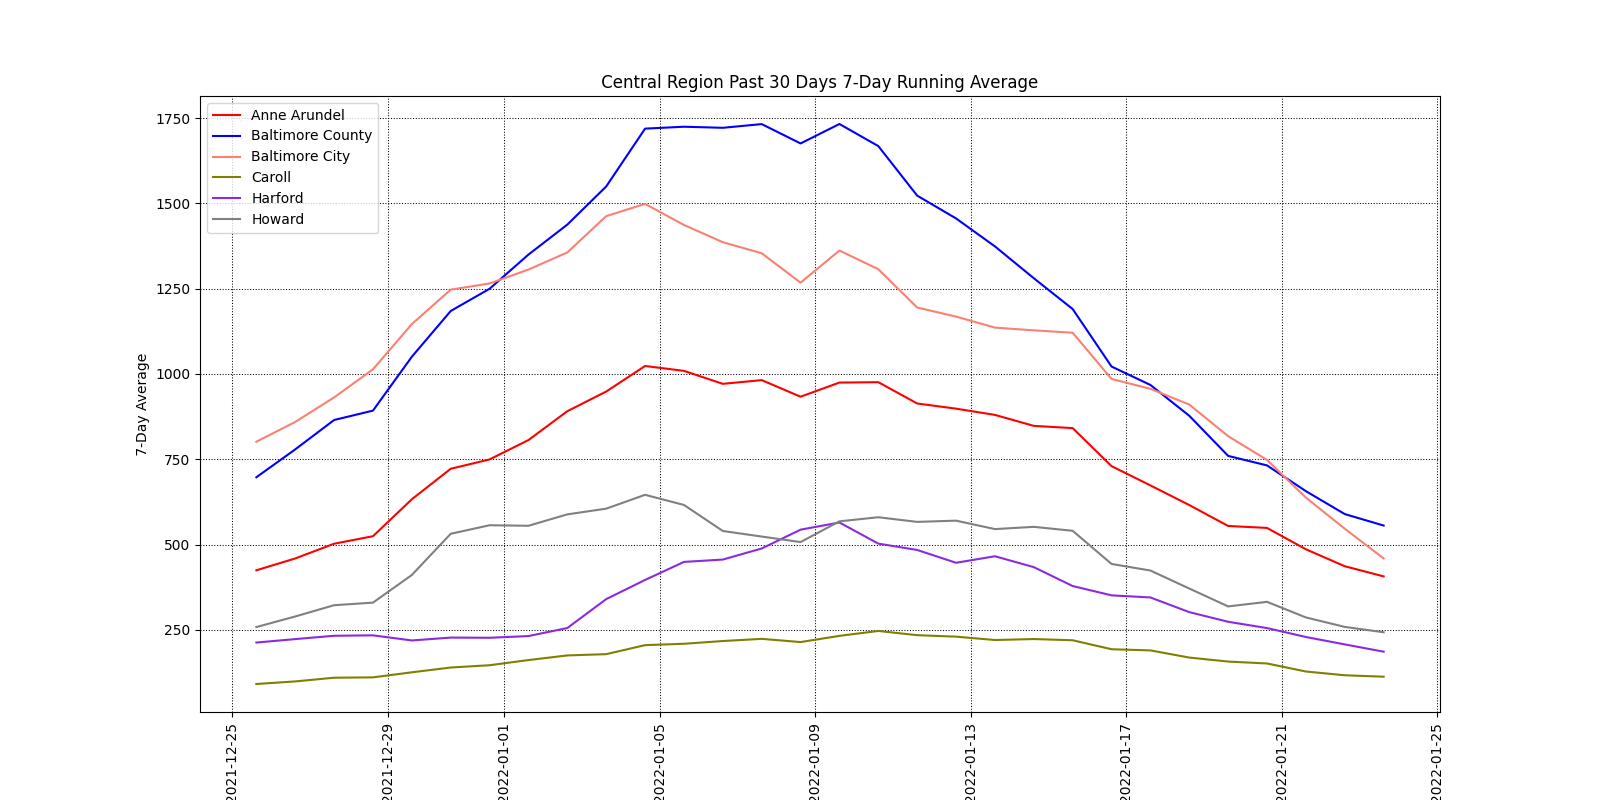 Central Region Past 30 Days 7-Day Running Average
Anne Arundel
Baltimore County
Baltimore City
Caroll
Harford
Howard
7-Day Average
1750
1500
1250
1000
750
500
250
2021-12-25
2021-12-29
2022-01-01
2022-01-05
2022-01-09
2022-01-13
2022-01-17
2022-01-21
2022-01-25